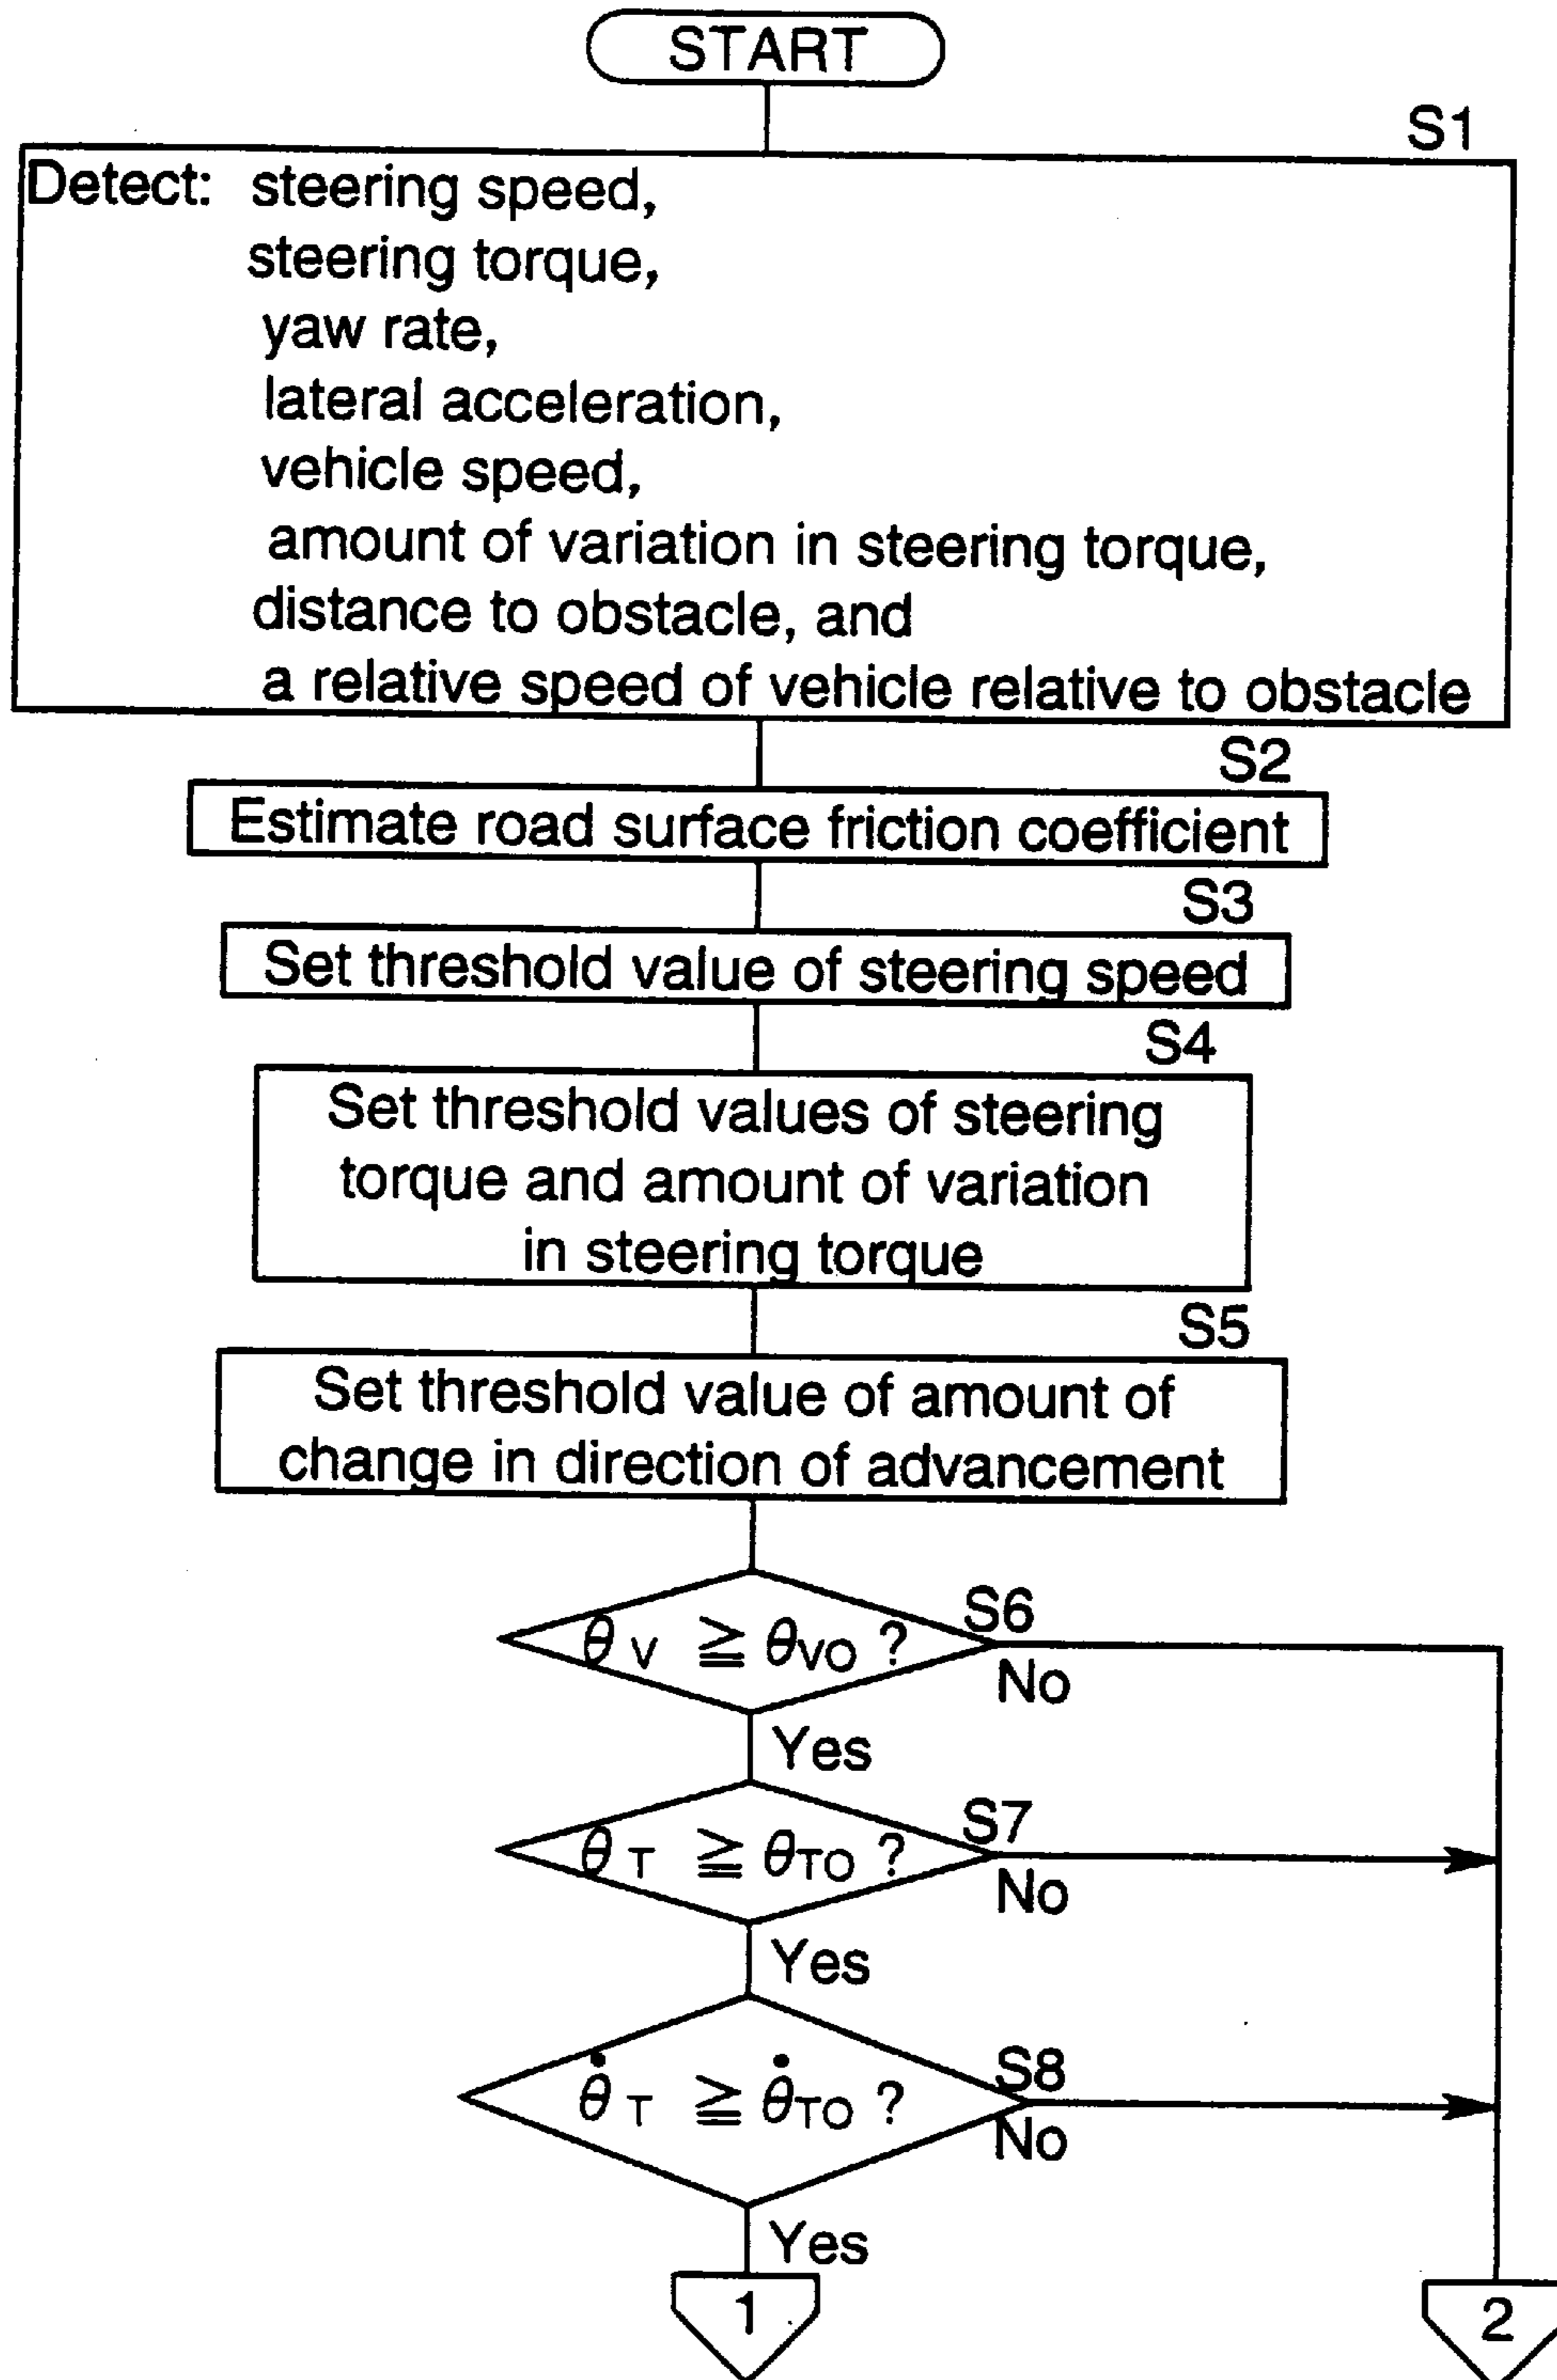 START
S1
Detect: steering speed,
steering torque,
yaw rate,
lateral acceleration,
vehicle speed,
amount of variation in steering torque,
distance to obstacle, and
a relative speed of vehicle relative to obstacle
S2
Estimate road surface friction coefficient
S3
Set threshold value of steering speed
S4
Set threshold values of steering
torque and amount of variation
in steering torque
S5
Set threshold value of amount of
change in direction of advancement
S6
θV ≧ θVO ?
No
Yes
S7
θT ≧ θTO ?
No
Yes
S8
θ̇T ≧ θ̇TO ?
No
Yes
1
2